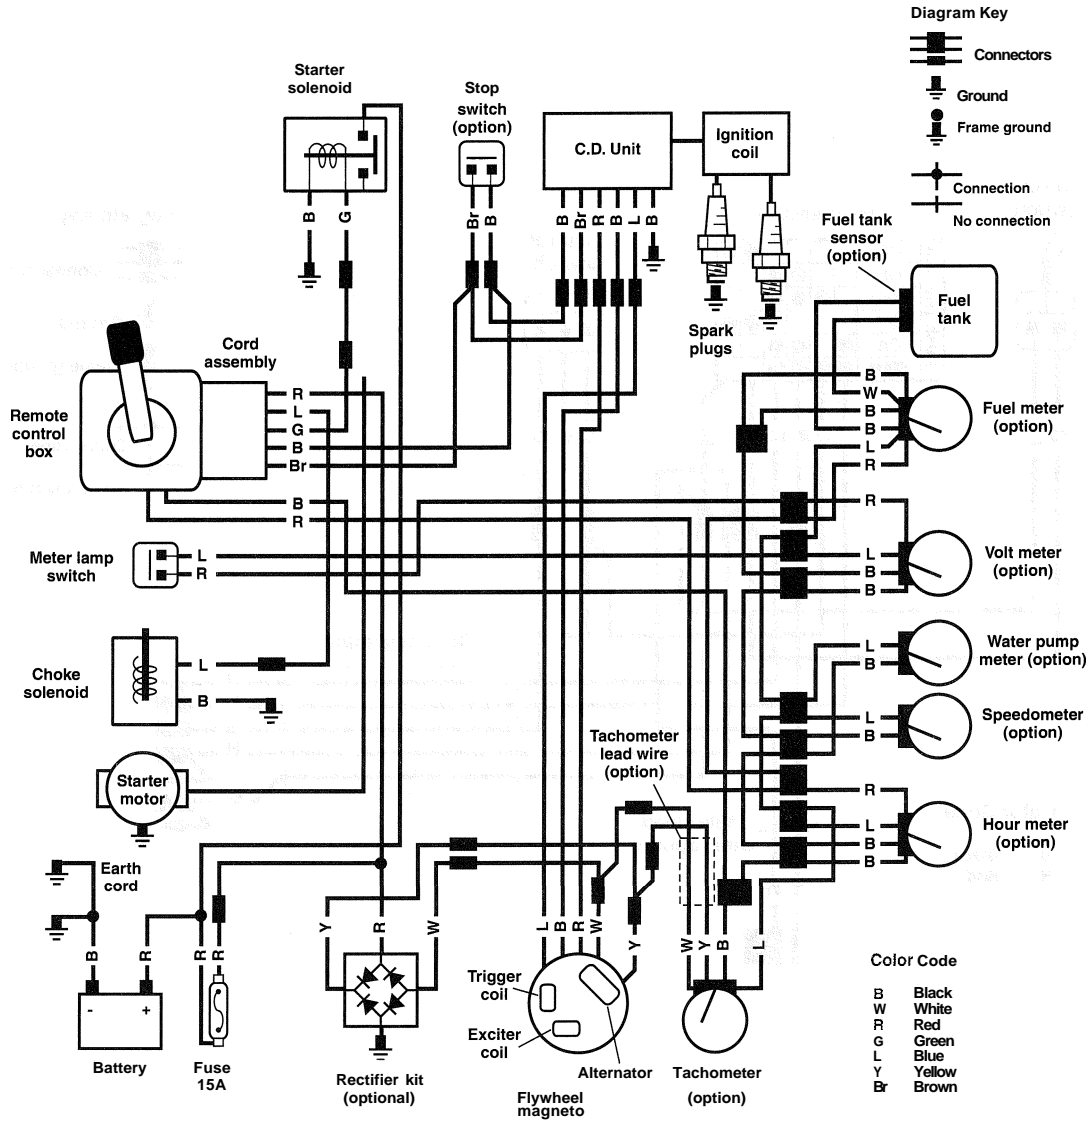 Diagram Key
Connectors
Ground
Frame ground
Connection
No connection
Starter
solenoid
Stop
switch
(option)
C.D. Unit
Ignition
coil
B
G
Br
B
B
Br
R
B
L
B
Fuel tank
sensor
(option)
Fuel
tank
Spark
plugs
Cord
assembly
Remote
control
box
R
L
G
B
Br
B
R
B
W
B
B
L
R
Fuel meter
(option)
R
L
B
B
Volt meter
(option)
Meter lamp
switch
L
R
Choke
solenoid
L
B
L
B
Water pump
meter (option)
L
B
Speedometer
(option)
Tachometer
lead wire
(option)
Starter
motor
R
L
B
B
Hour meter
(option)
Earth
cord
B
R
R
R
Y
R
W
L
B
R
W
Y
W
Y
B
L
-
+
Battery
Fuse
15A
Rectifier kit
(optional)
Trigger
coil
Exciter
coil
Alternator
Flywheel
magneto
Tachometer
(option)
Color Code
B Black
W White
R Red
G Green
L Blue
Y Yellow
Br Brown